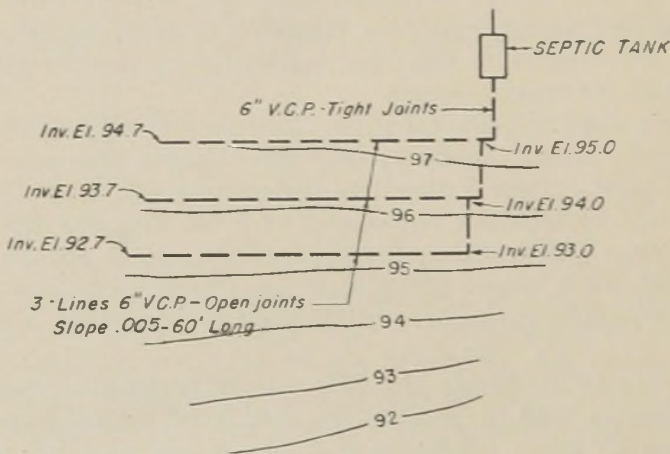 SEPTIC TANK
6" V.C.P.-Tight Joints
Inv. El. 94.7
Inv. El. 95.0
97
Inv. El. 93.7
Inv. El. 94.0
96
Inv. El. 92.7
Inv. El. 93.0
95
3-Lines 6" V.C.P.-Open joints
Slope .005-60' Long
94
93
92